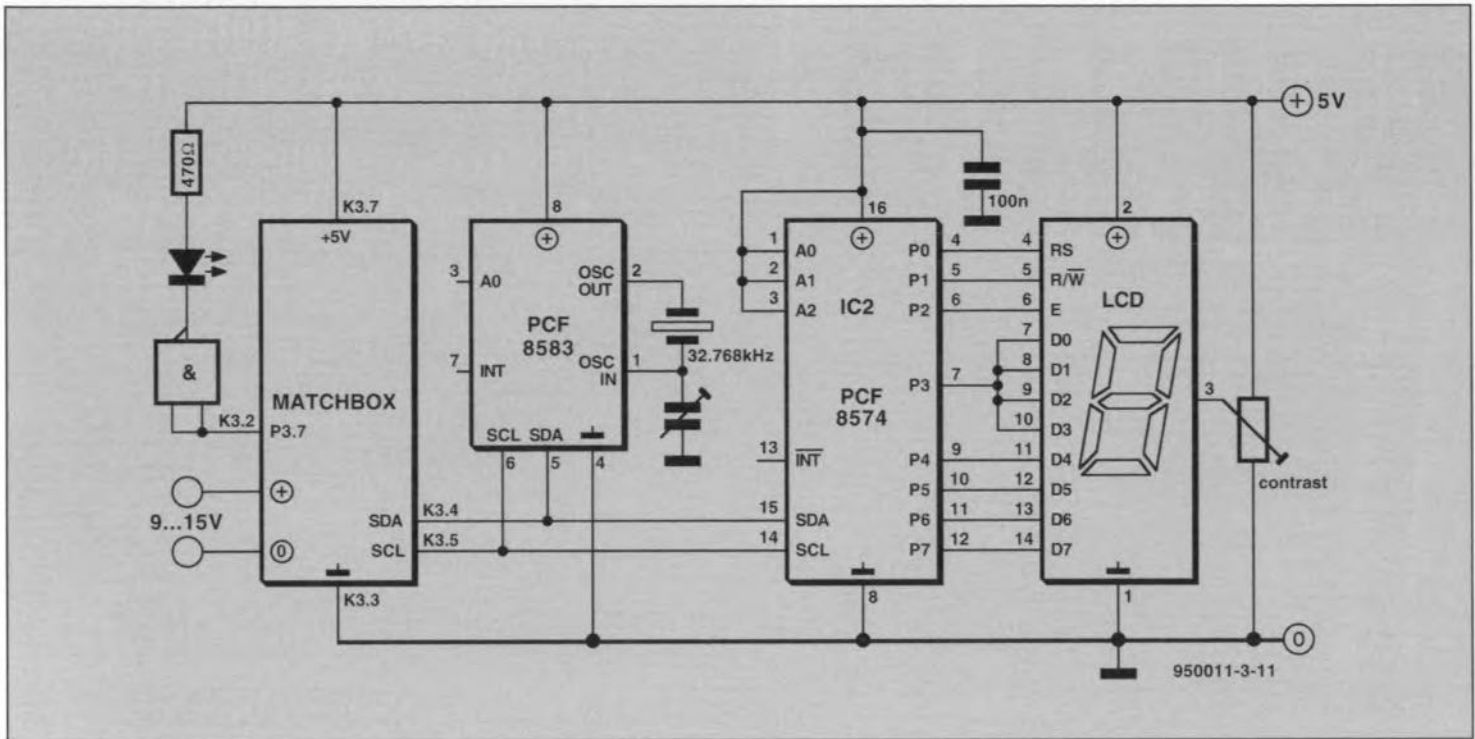 5V
470Ω
K3.7
+5V
MATCHBOX
&
K3.2
P3.7
9...15V
+
0
SDA
K3.4
SCL
K3.5
K3.3
8
3
A0
OSC
OUT
2
PCF
8583
7
INT
OSC
IN
1
32.768kHz
SCL
SDA
6
5
4
100n
16
1
A0
2
A1
3
A2
IC2
PCF
8574
13
INT
15
SDA
14
SCL
8
P0
4
P1
5
P2
6
P3
7
P4
9
P5
10
P6
11
P7
12
2
4
RS
5
R/W̅
6
E
LCD
7
D0
8
D1
9
D2
10
D3
11
D4
12
D5
13
D6
14
D7
3
contrast
1
0
950011-3-11